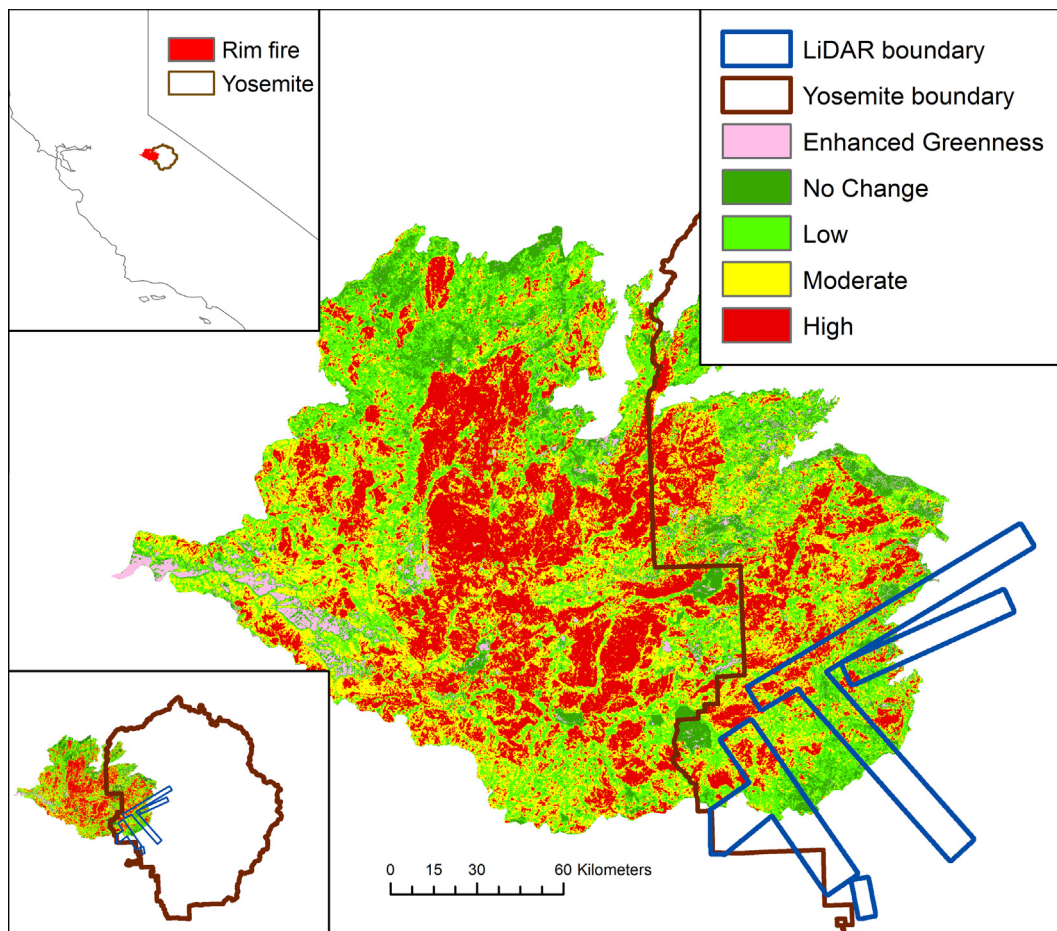 Rim fire
Yosemite
LiDAR boundary
Yosemite boundary
Enhanced Greenness
No Change
Low
Moderate
High
0 15 30 60 Kilometers